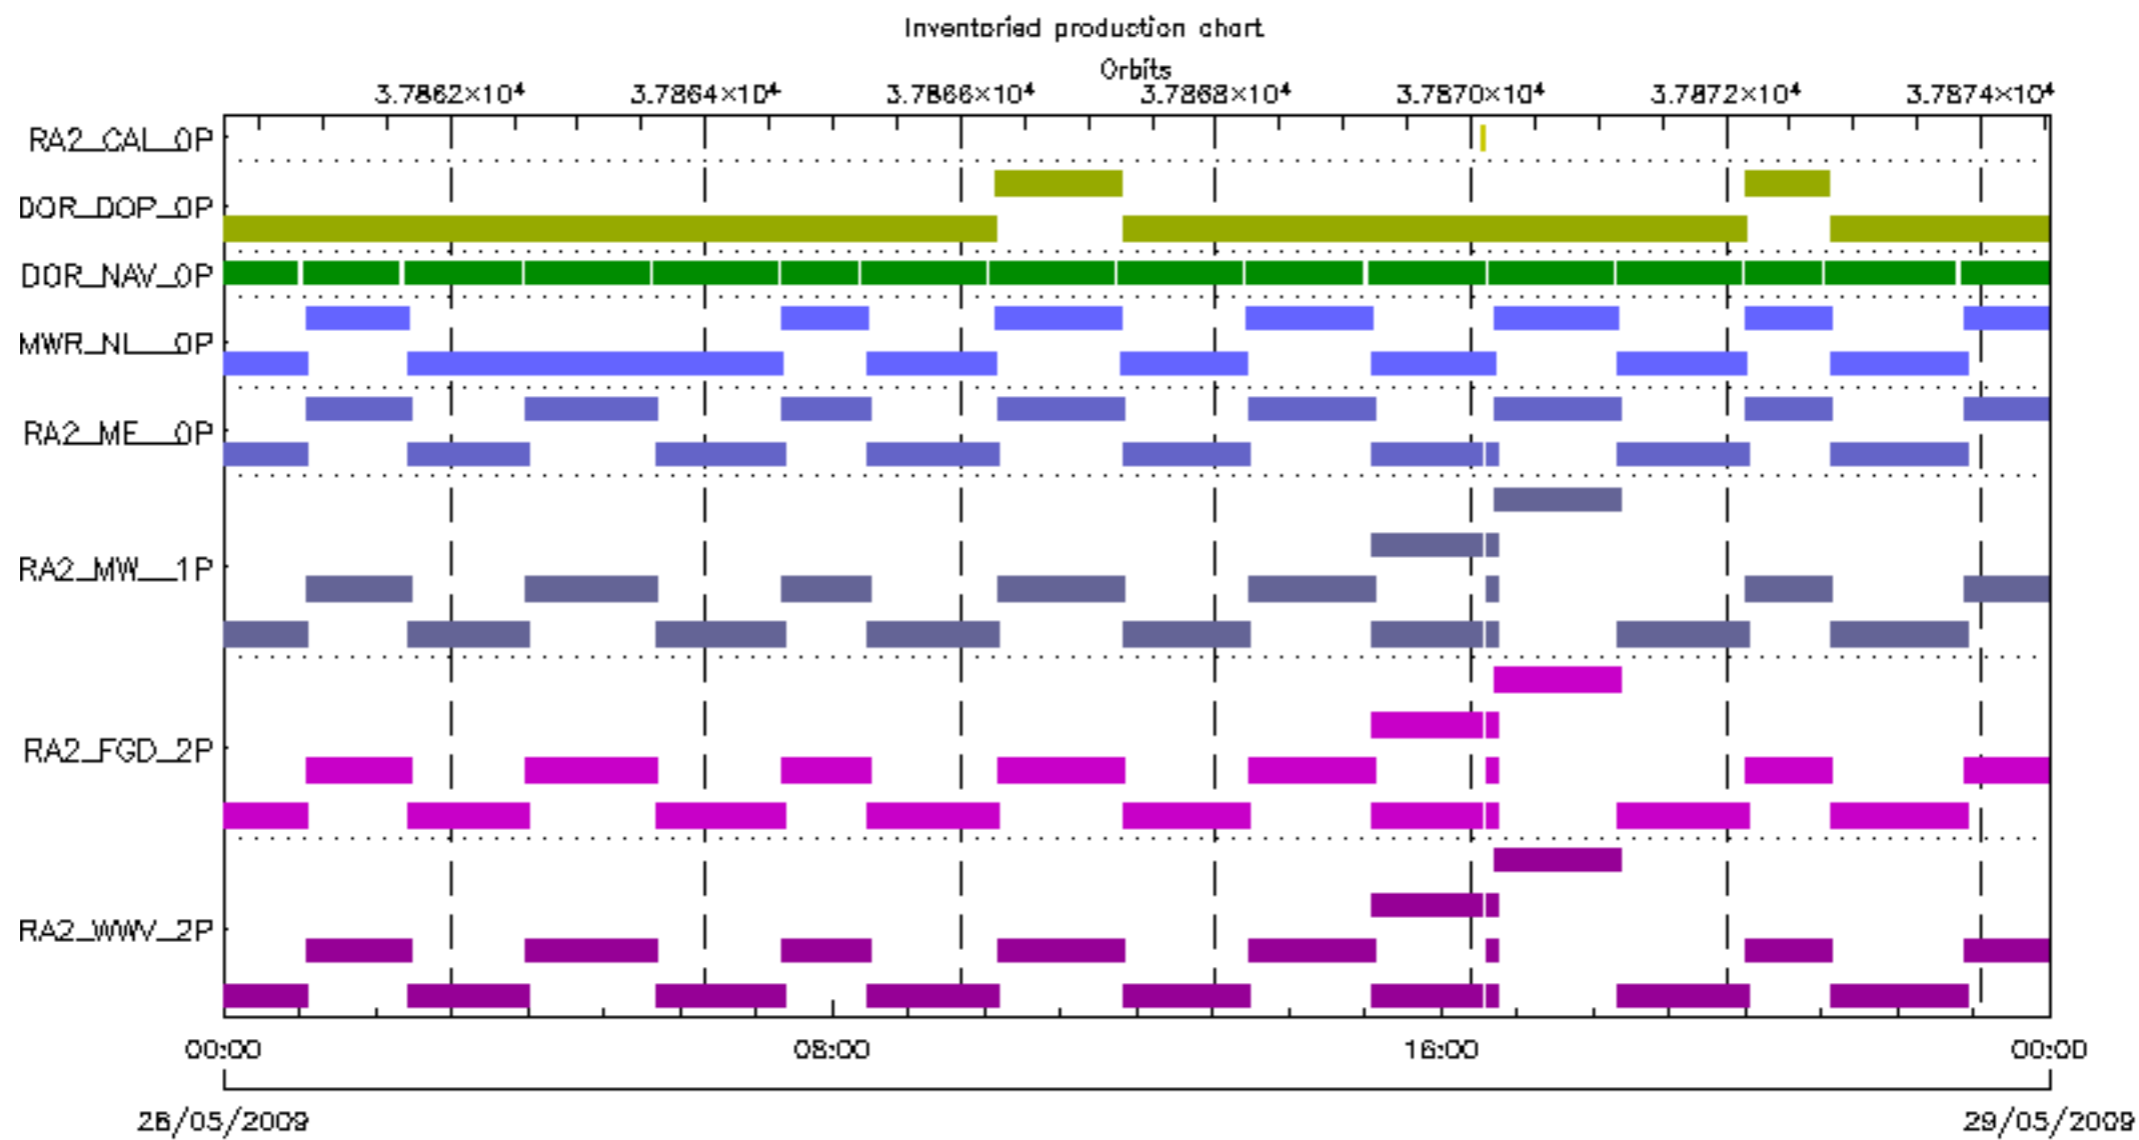 Inventoried production chart
Orbits
3.7862×10⁴ 3.7864×10⁴ 3.7866×10⁴ 3.7868×10⁴ 3.7870×10⁴ 3.7872×10⁴ 3.7874×10⁴
RA2_CAL_0P
DOR_DOP_0P
DOR_NAV_0P
MWR_NL__0P
RA2_ME__0P
RA2_MW__1P
RA2_FGD_2P
RA2_WWV_2P
00:00 08:00 16:00 00:00
28/05/2009 29/05/2009